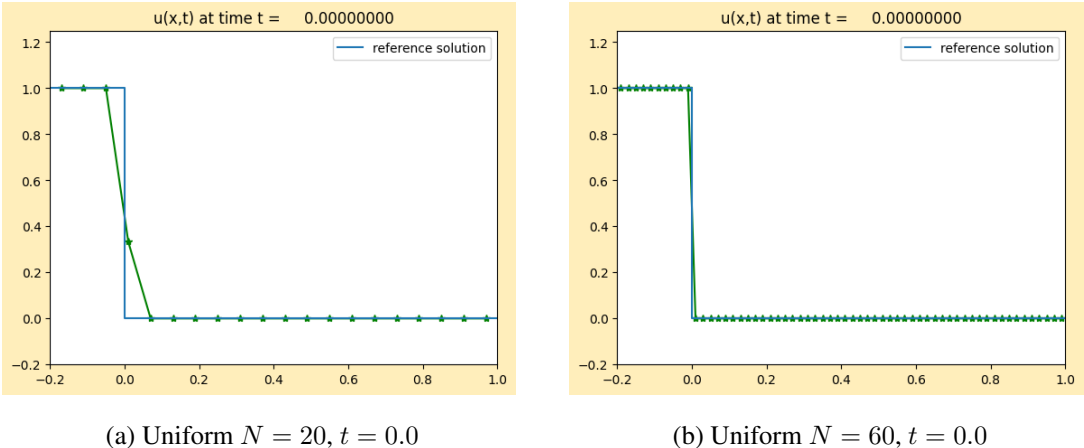 u(x,t) at time t = 0.00000000
reference solution
1.2
1.0
0.8
0.6
0.4
0.2
0.0
−0.2
−0.2 0.0 0.2 0.4 0.6 0.8 1.0
(a) Uniform N = 20, t = 0.0
u(x,t) at time t = 0.00000000
reference solution
1.2
1.0
0.8
0.6
0.4
0.2
0.0
−0.2
−0.2 0.0 0.2 0.4 0.6 0.8 1.0
(b) Uniform N = 60, t = 0.0